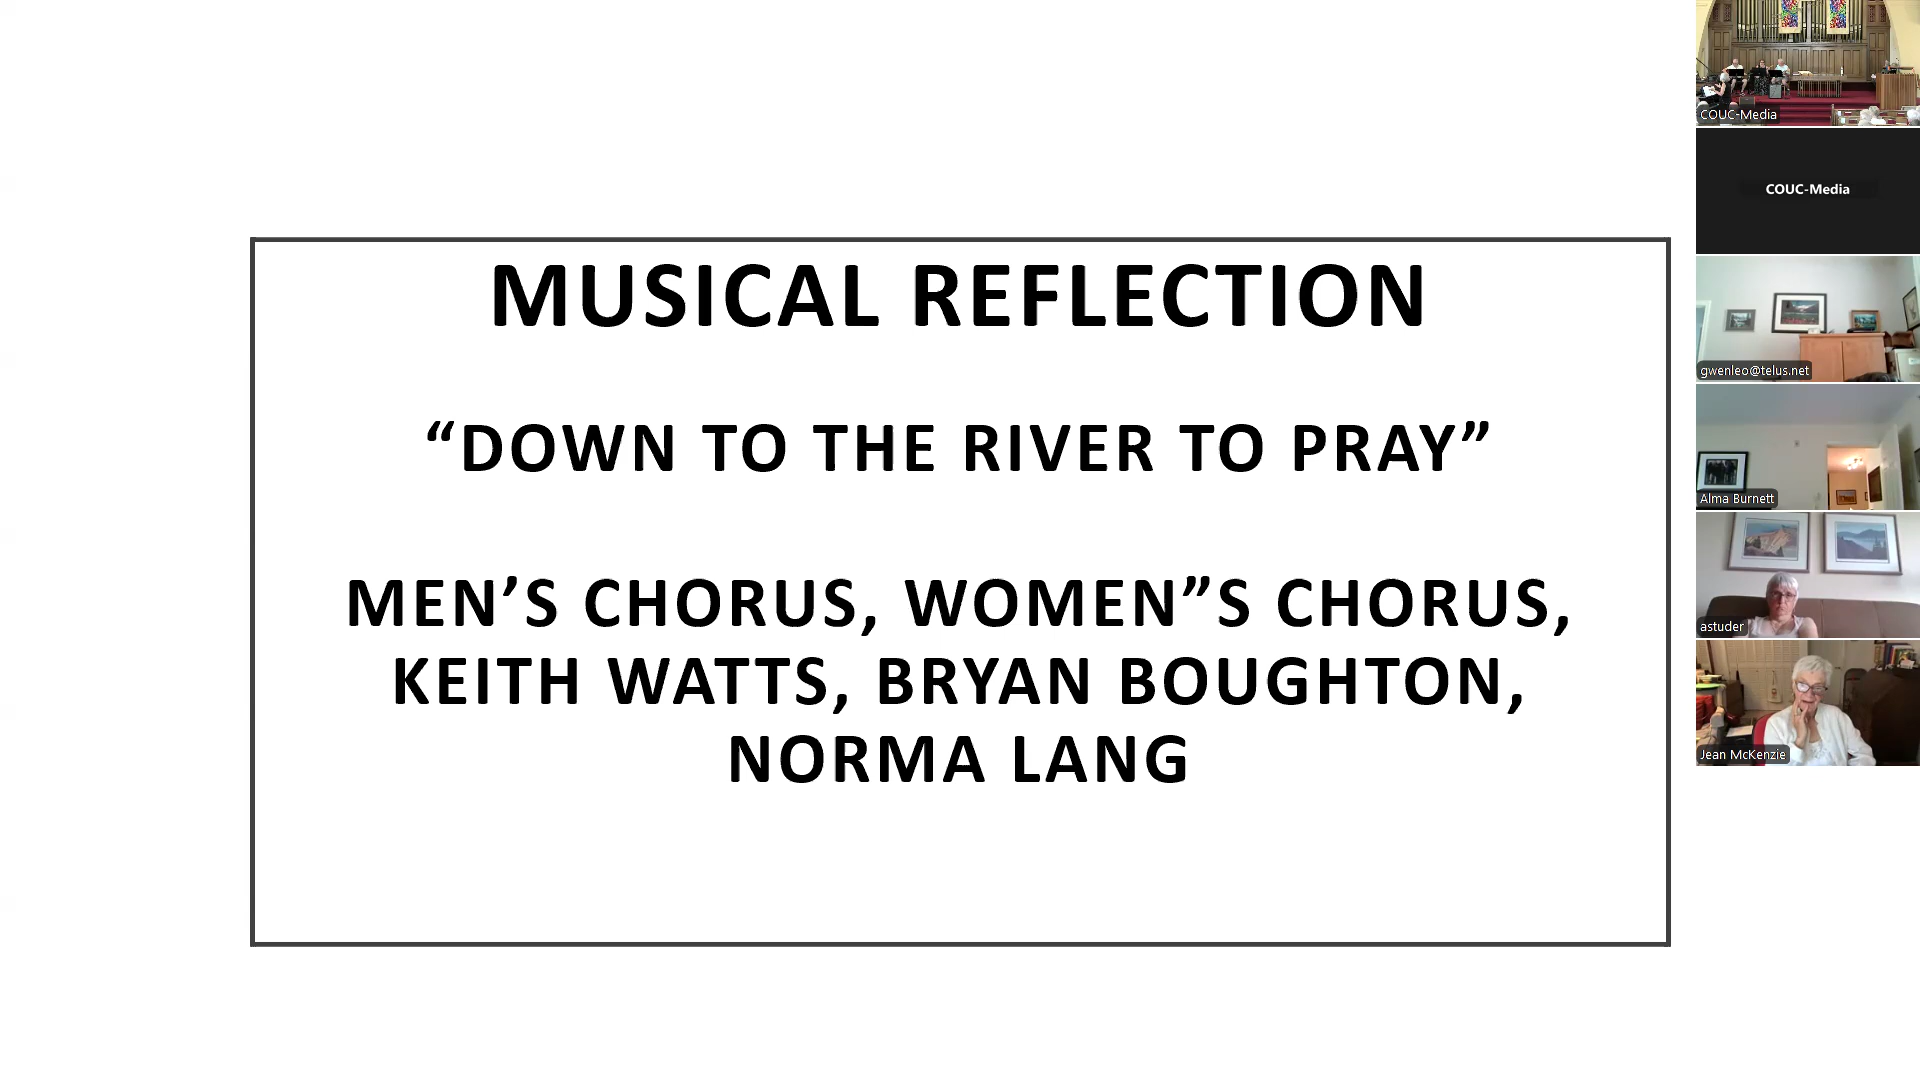 MUSICAL REFLECTION
“DOWN TO THE RIVER TO PRAY”
MEN’S CHORUS, WOMEN”S CHORUS,
KEITH WATTS, BRYAN BOUGHTON,
NORMA LANG
COUC-Media
COUC-Media
gwenleo@telus.net
Alma Burnett
astuder
Jean McKenzie